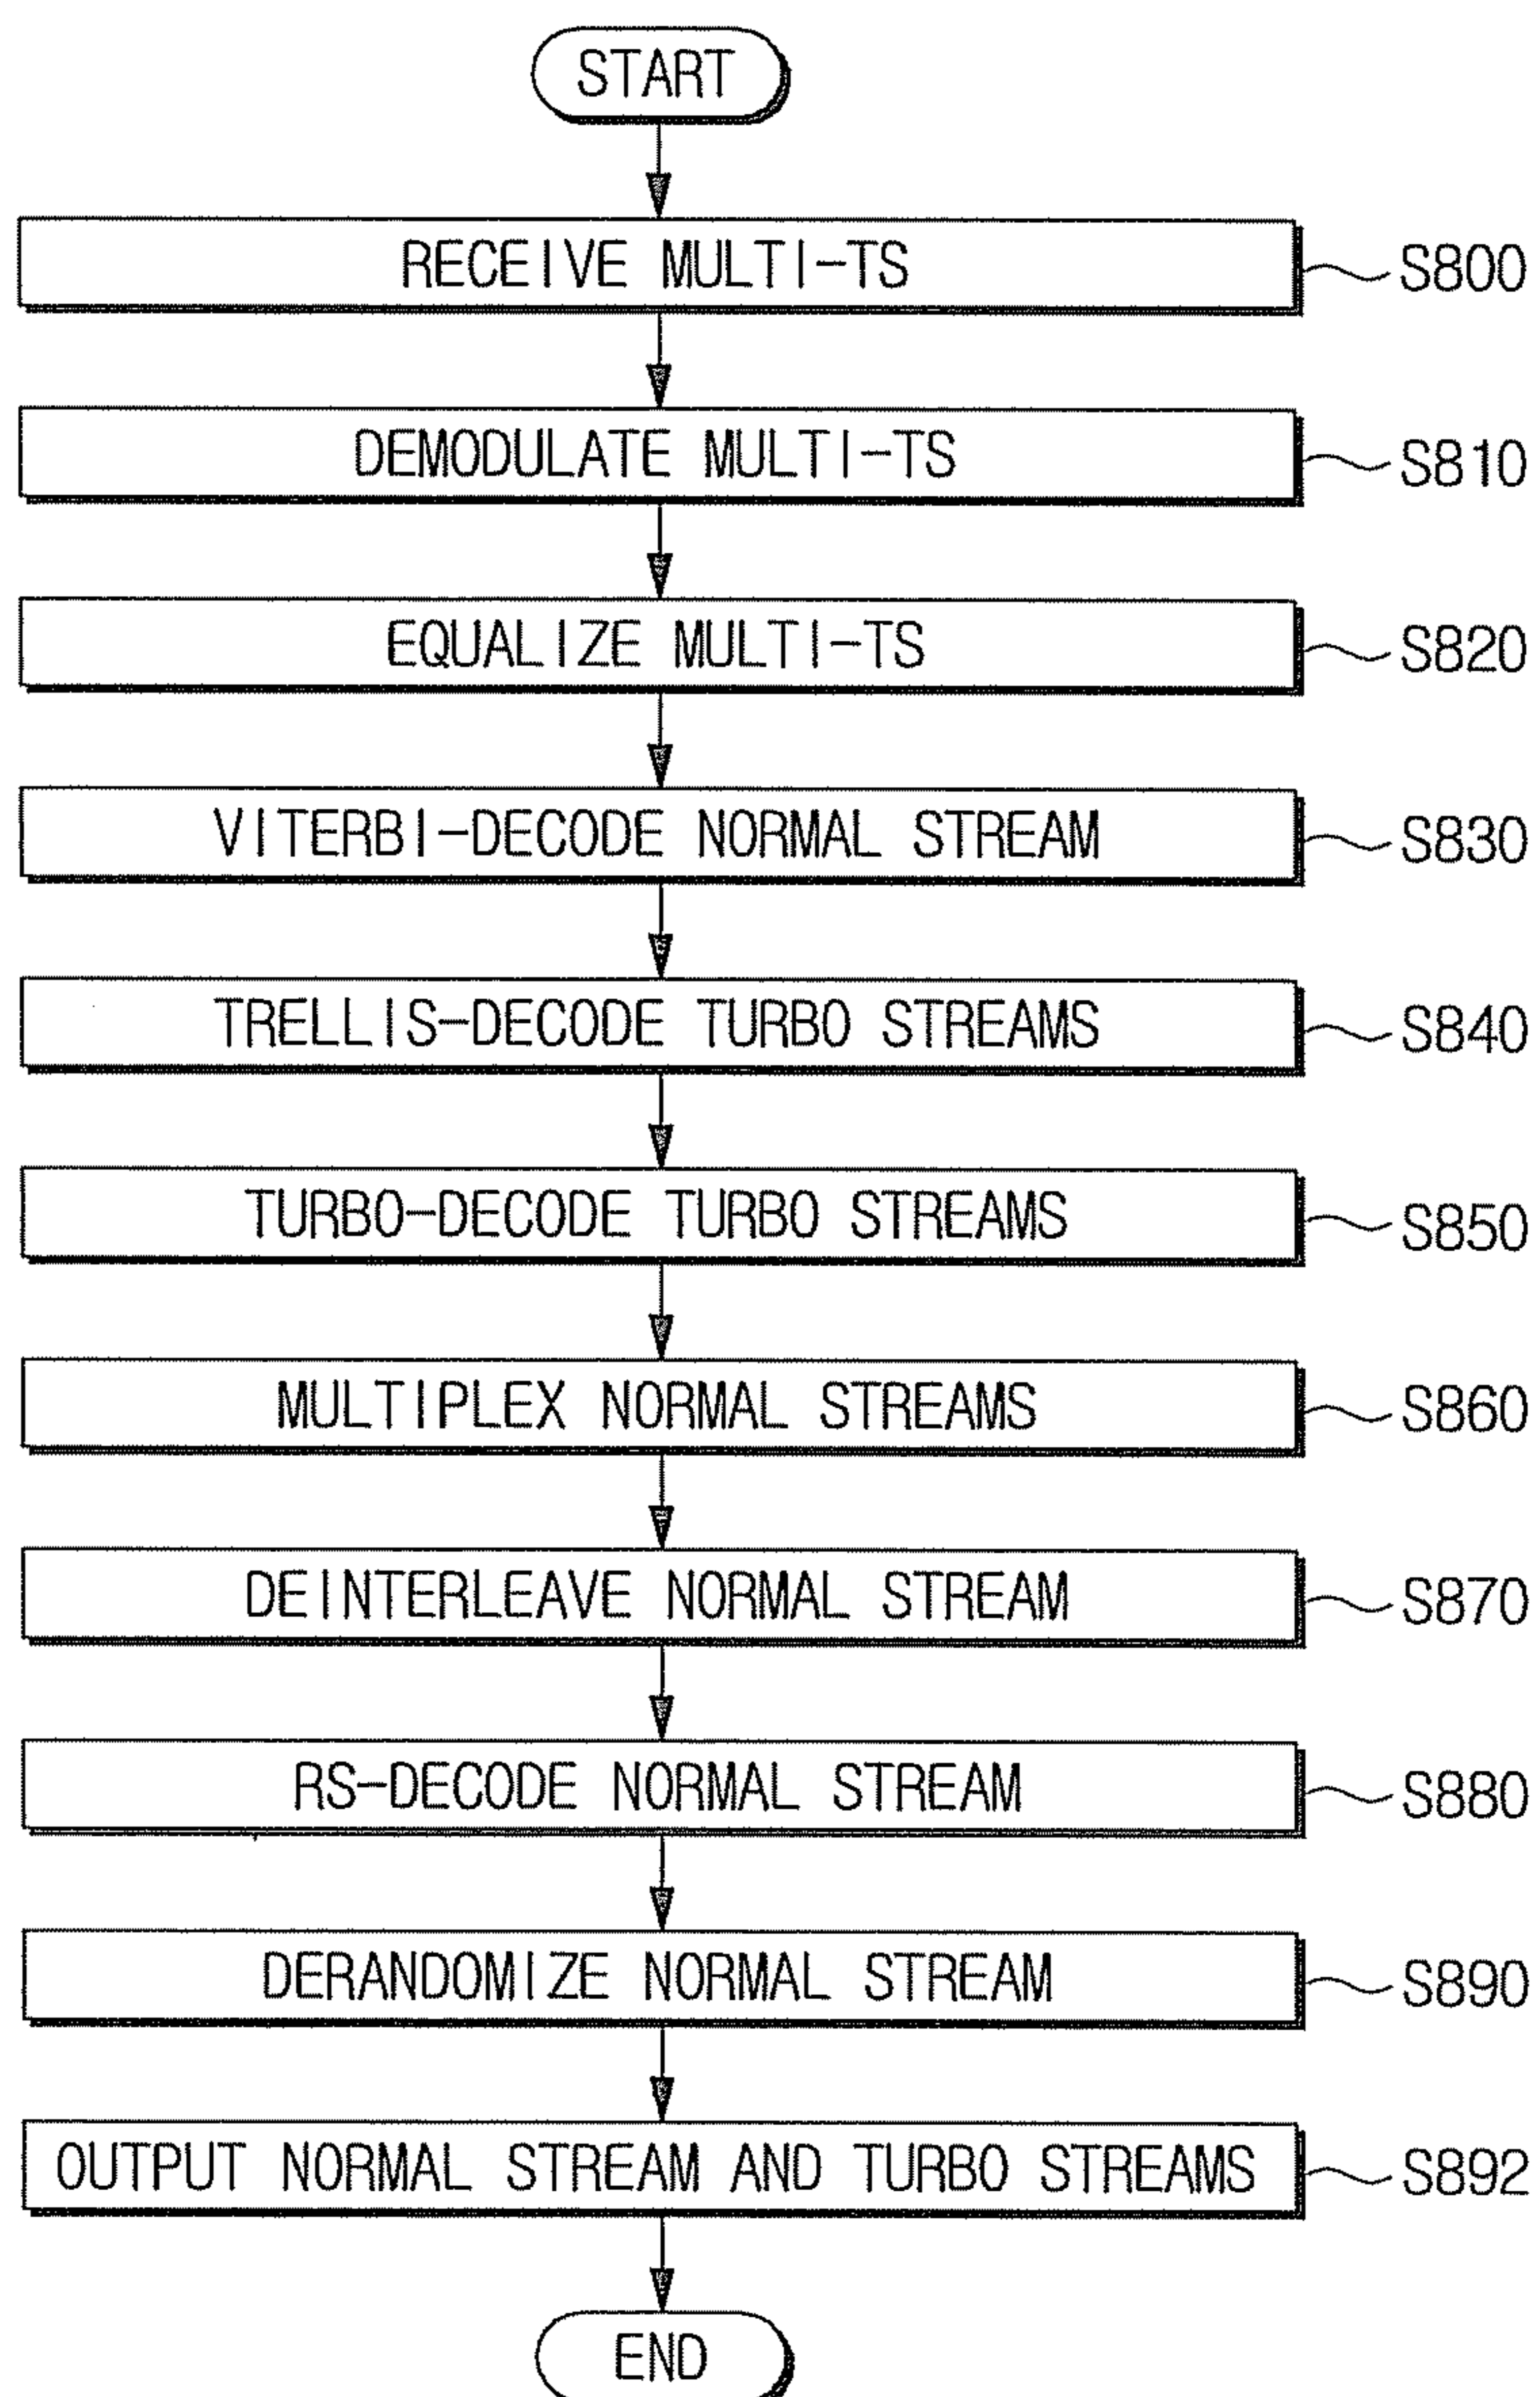 START
RECEIVE MULTI-TS
S800
DEMODULATE MULTI-TS
S810
EQUALIZE MULTI-TS
S820
VITERBI-DECODE NORMAL STREAM
S830
TRELLIS-DECODE TURBO STREAMS
S840
TURBO-DECODE TURBO STREAMS
S850
MULTIPLEX NORMAL STREAMS
S860
DEINTERLEAVE NORMAL STREAM
S870
RS-DECODE NORMAL STREAM
S880
DERANDOMIZE NORMAL STREAM
S890
OUTPUT NORMAL STREAM AND TURBO STREAMS
S892
END